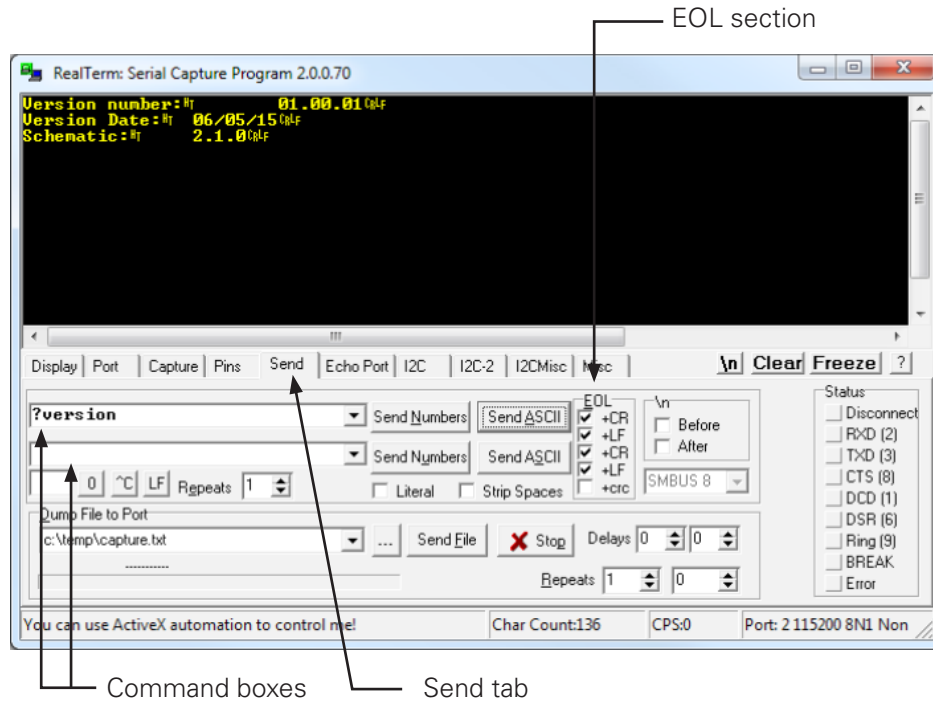 EOL section
RealTerm: Serial Capture Program 2.0.0.70
Version number:HT 01.00.01CRLF
Version Date:HT 06/05/15CRLF
Schematic:HT 2.1.0CRLF
Display Port Capture Pins Send Echo Port I2C I2C-2 I2CMisc Misc \n Clear Freeze ?
EOL \n Status
?version Send Numbers Send ASCII +CR Before Disconnect
+LF After RXD (2)
Send Numbers Send ASCII +CR TXD (3)
+LF SMBUS 8 CTS (8)
0 ^C LF Repeats 1 Literal Strip Spaces +crc DCD (1)
Dump File to Port DSR (6)
c:\temp\capture.txt ... Send File Stop Delays 0 0 Ring (9)
----------- BREAK
Repeats 1 0 Error
You can use ActiveX automation to control me! Char Count:136 CPS:0 Port: 2 115200 8N1 Non
Command boxes Send tab